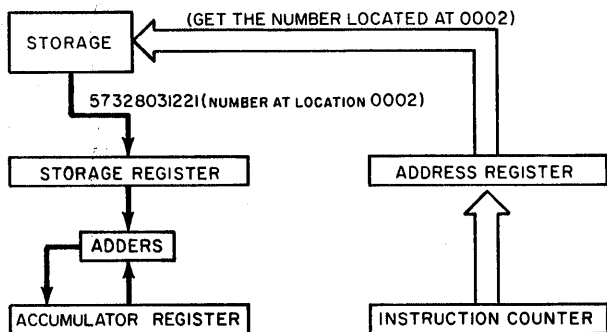 (GET THE NUMBER LOCATED AT 0002)
STORAGE
57328031221(NUMBER AT LOCATION 0002)
STORAGE REGISTER
ADDRESS REGISTER
ADDERS
ACCUMULATOR REGISTER
INSTRUCTION COUNTER